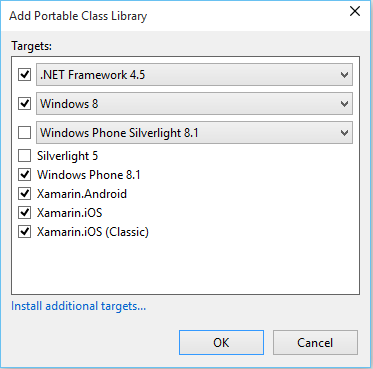 Add Portable Class Library
Targets:
.NET Framework 4.5
Windows 8
Windows Phone Silverlight 8.1
Silverlight 5
Windows Phone 8.1
Xamarin.Android
Xamarin.iOS
Xamarin.iOS (Classic)
Install additional targets...
OK Cancel